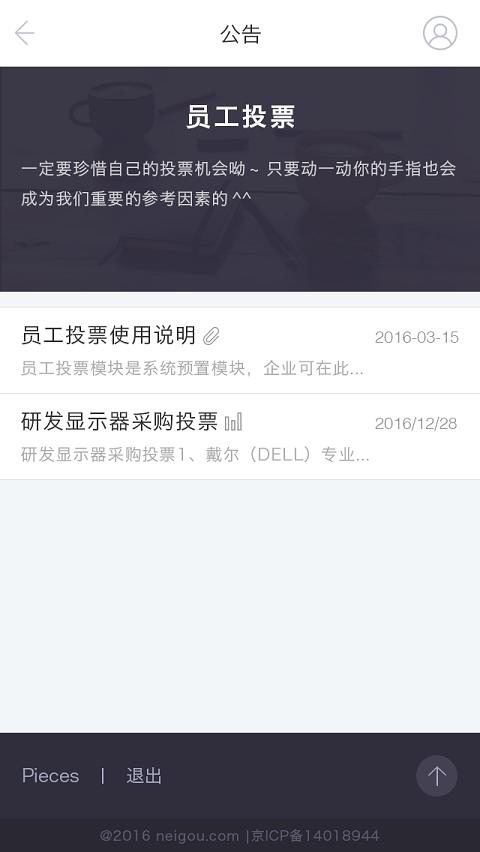 公告
员工投票
一定要珍惜自己的投票机会呦~ 只要动一动你的手指也会
成为我们重要的参考因素的^^
员工投票使用说明 2016-03-15
员工投票模块是系统预置模块，企业可在此...
研发显示器采购投票 2016/12/28
研发显示器采购投票1、戴尔（DELL）专业...
Pieces | 退出
@2016 neigou.com |京ICP备14018944